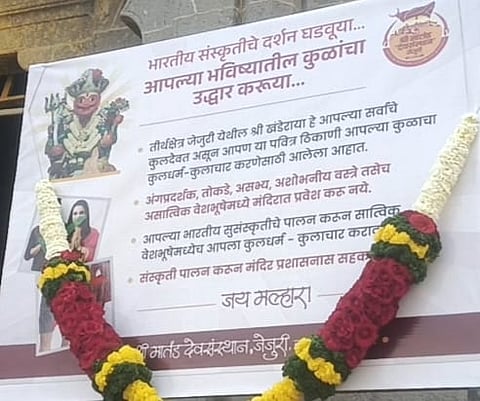 भारतीय संस्कृतीचे दर्शन घडवूया...
आपल्या भविष्यातील कुळांचा
उद्धार करूया...
श्री मार्तंड
देवसंस्थान
जेजुरी
तीर्थक्षेत्र जेजुरी येथील श्री खंडेराया हे आपल्या सर्वांचे
कुलदैवत असून आपण या पवित्र ठिकाणी आपल्या कुळाचा
कुलधर्म-कुलाचार करणेसाठी आलेला आहात.
अंगप्रदर्शक, तोकडे, असभ्य, अशोभनीय वस्त्रे तसेच
असात्विक वेशभूषेमध्ये मंदिरात प्रवेश करू नये.
आपल्या भारतीय सुसंस्कृतीचे पालन करून सात्विक
वेशभूषेमध्येच आपला कुलधर्म - कुलाचार
संस्कृती पालन करून मंदिर प्रशासनास
जय मल्हार
श्री मार्तंड देवसंस्थान, जेजुरी.